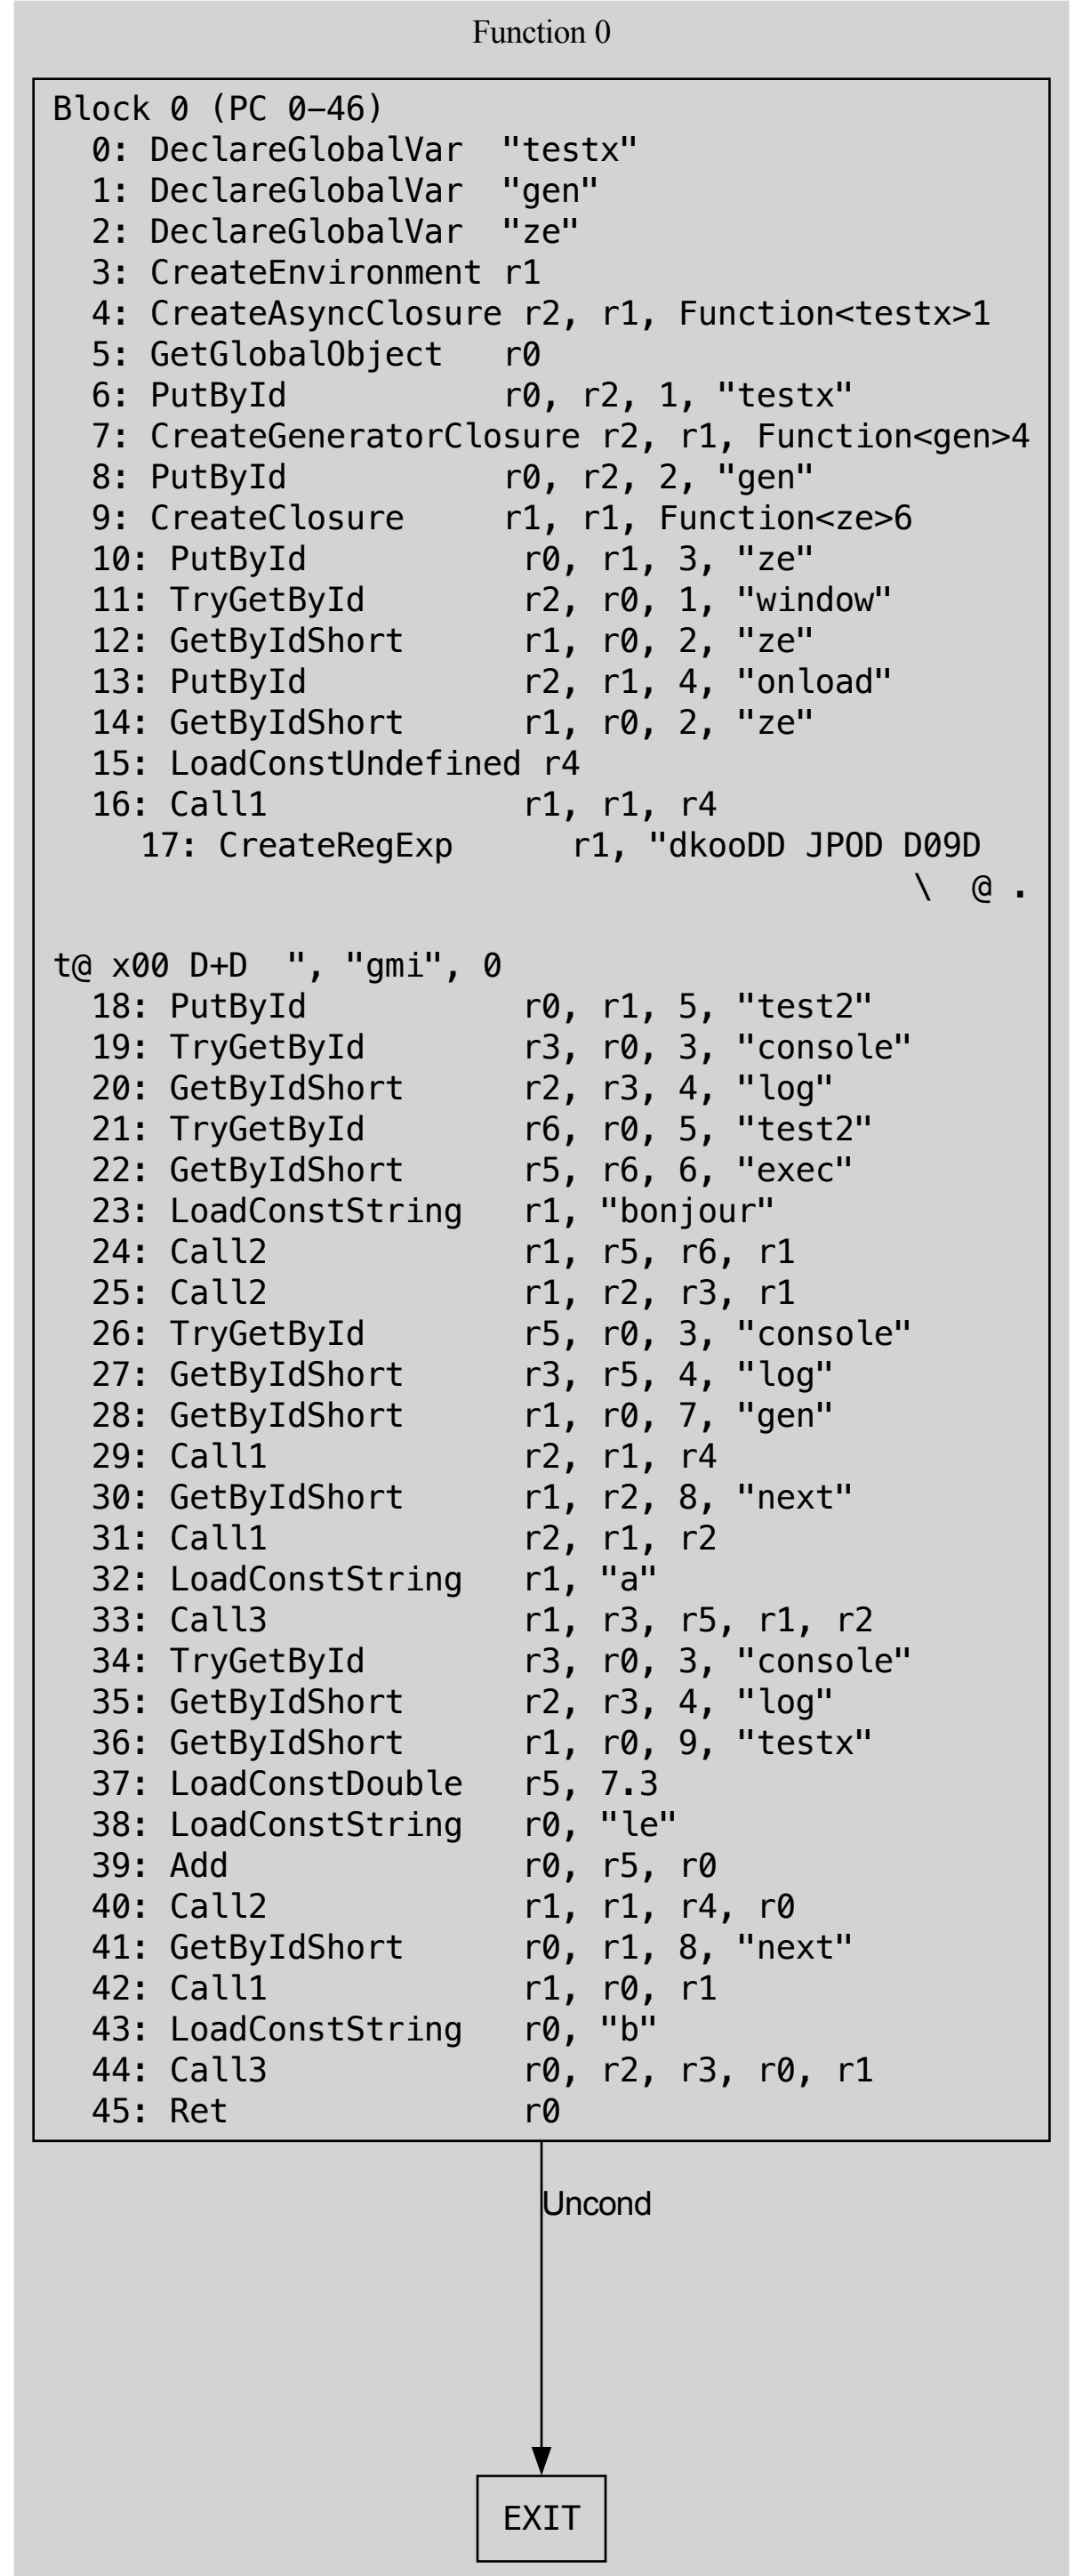 Function 0
Block 0 (PC 0–46)
0: DeclareGlobalVar "testx"
1: DeclareGlobalVar "gen"
2: DeclareGlobalVar "ze"
3: CreateEnvironment r1
4: CreateAsyncClosure r2, r1, Function<testx>1
5: GetGlobalObject r0
6: PutById r0, r2, 1, "testx"
7: CreateGeneratorClosure r2, r1, Function<gen>4
8: PutById r0, r2, 2, "gen"
9: CreateClosure r1, r1, Function<ze>6
10: PutById r0, r1, 3, "ze"
11: TryGetById r2, r0, 1, "window"
12: GetByIdShort r1, r0, 2, "ze"
13: PutById r2, r1, 4, "onload"
14: GetByIdShort r1, r0, 2, "ze"
15: LoadConstUndefined r4
16: Call1 r1, r1, r4
17: CreateRegExp r1, "dkooDD JPOD D09D
\ @ .
t@ x00 D+D ", "gmi", 0
18: PutById r0, r1, 5, "test2"
19: TryGetById r3, r0, 3, "console"
20: GetByIdShort r2, r3, 4, "log"
21: TryGetById r6, r0, 5, "test2"
22: GetByIdShort r5, r6, 6, "exec"
23: LoadConstString r1, "bonjour"
24: Call2 r1, r5, r6, r1
25: Call2 r1, r2, r3, r1
26: TryGetById r5, r0, 3, "console"
27: GetByIdShort r3, r5, 4, "log"
28: GetByIdShort r1, r0, 7, "gen"
29: Call1 r2, r1, r4
30: GetByIdShort r1, r2, 8, "next"
31: Call1 r2, r1, r2
32: LoadConstString r1, "a"
33: Call3 r1, r3, r5, r1, r2
34: TryGetById r3, r0, 3, "console"
35: GetByIdShort r2, r3, 4, "log"
36: GetByIdShort r1, r0, 9, "testx"
37: LoadConstDouble r5, 7.3
38: LoadConstString r0, "le"
39: Add r0, r5, r0
40: Call2 r1, r1, r4, r0
41: GetByIdShort r0, r1, 8, "next"
42: Call1 r1, r0, r1
43: LoadConstString r0, "b"
44: Call3 r0, r2, r3, r0, r1
45: Ret r0
Uncond
EXIT